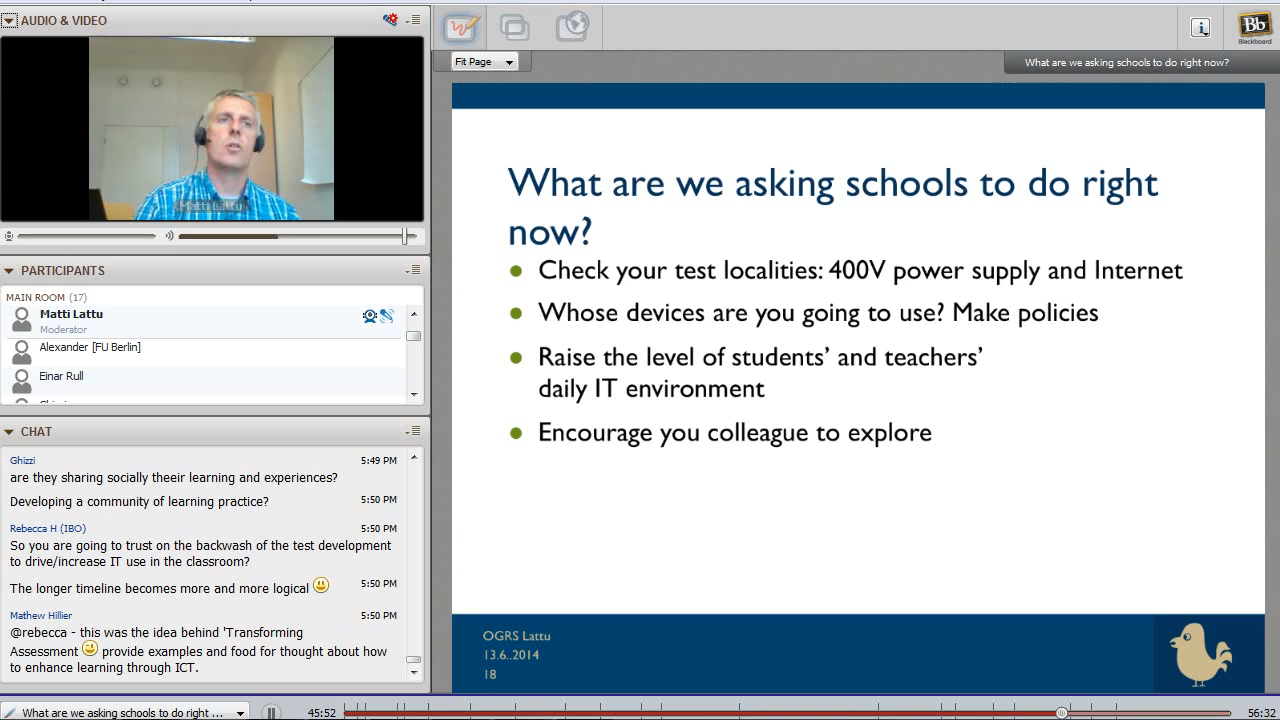 AUDIO & VIDEO
Matti Lattu
PARTICIPANTS
MAIN ROOM (17)
Matti Lattu
Moderator
Alexander [FU Berlin]
Einar Rull
CHAT
Ghizzi 5:49 PM
are they sharing socially theeir learning and experiences?
Developing a community of learning practice? 5:50 PM
Rebecca H (IBO) 5:50 PM
So you are going to trust on the backwash of the test development
to drive/increase IT use in the classroom?
The longer timeline becomes more and more logical 5:50 PM
Mathew Hillier 5:50 PM
@rebecca - this was the idea behind 'Transforming
Assessment provide examples and food for thought about how
to enhance learning through ICT.
What are we asking schools to do right ...
45:52
56:32
Fit Page
i
Bb
Blackboard
What are we asking schools to do right now?
What are we asking schools to do right
now?
Check your test localities: 400V power supply and Internet
Whose devices are you going to use? Make policies
Raise the level of students’ and teachers’
daily IT environment
Encourage you colleague to explore
OGRS Lattu
13.6..2014
18